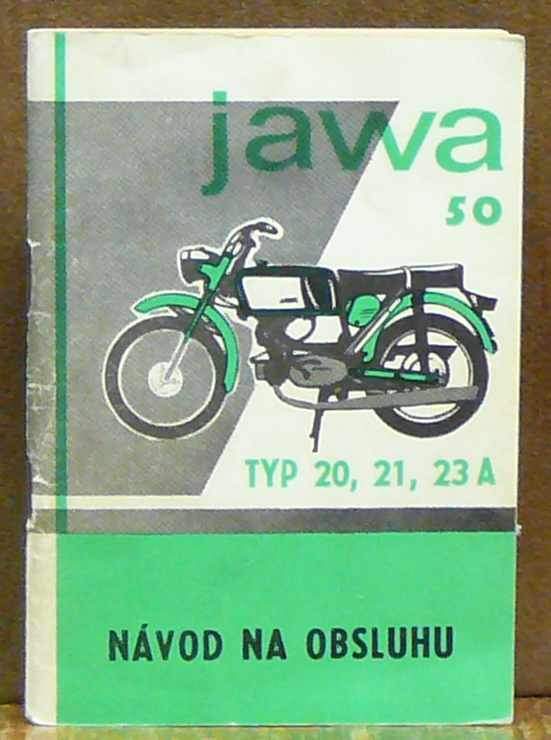 jawa
50
TYP 20, 21, 23 A
NÁVOD NA OBSLUHU